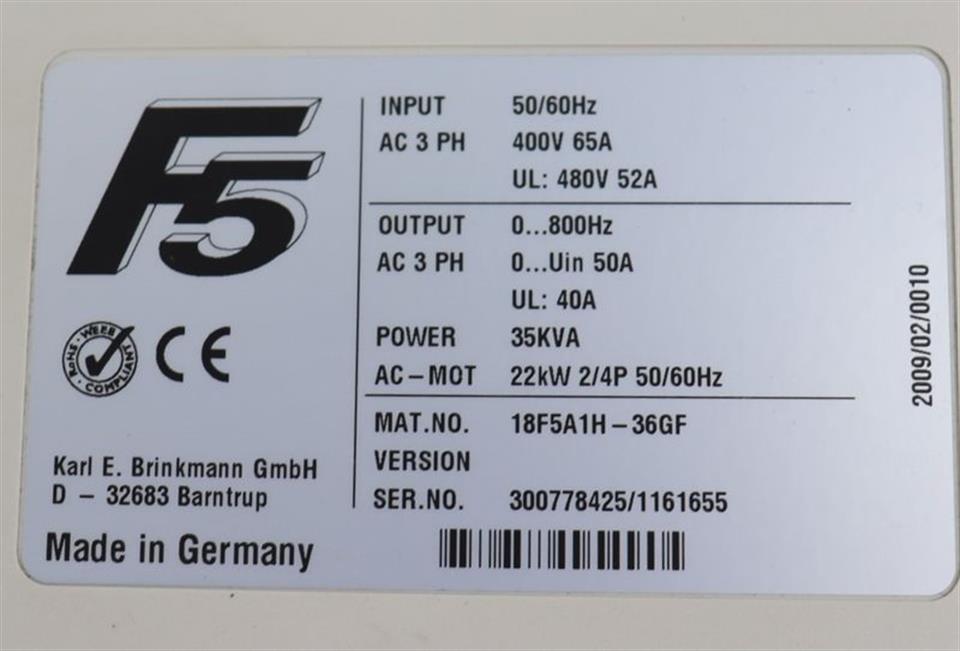 F5
RoHS · WEEE · COMPLIANT
CE
Karl E. Brinkmann GmbH
D – 32683 Barntrup
Made in Germany
INPUT 50/60Hz
AC 3 PH 400V 65A
UL: 480V 52A
OUTPUT 0...800Hz
AC 3 PH 0...Uin 50A
UL: 40A
POWER 35KVA
AC–MOT 22kW 2/4P 50/60Hz
MAT.NO. 18F5A1H–36GF
VERSION
SER.NO. 300778425/1161655
2009/02/0010